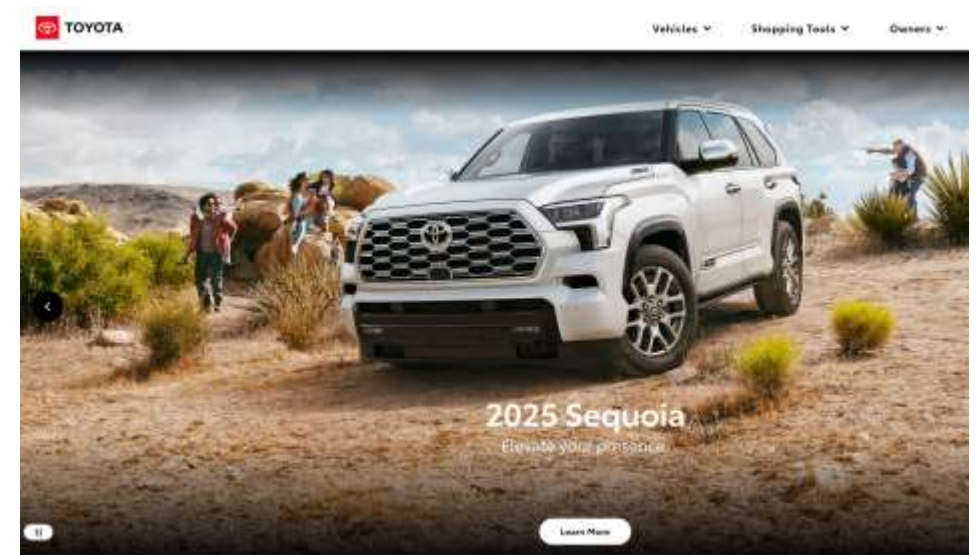 TOYOTA
Vehicles
Shopping Tools
Owners
2025 Sequoia
Elevate your presence
Learn More